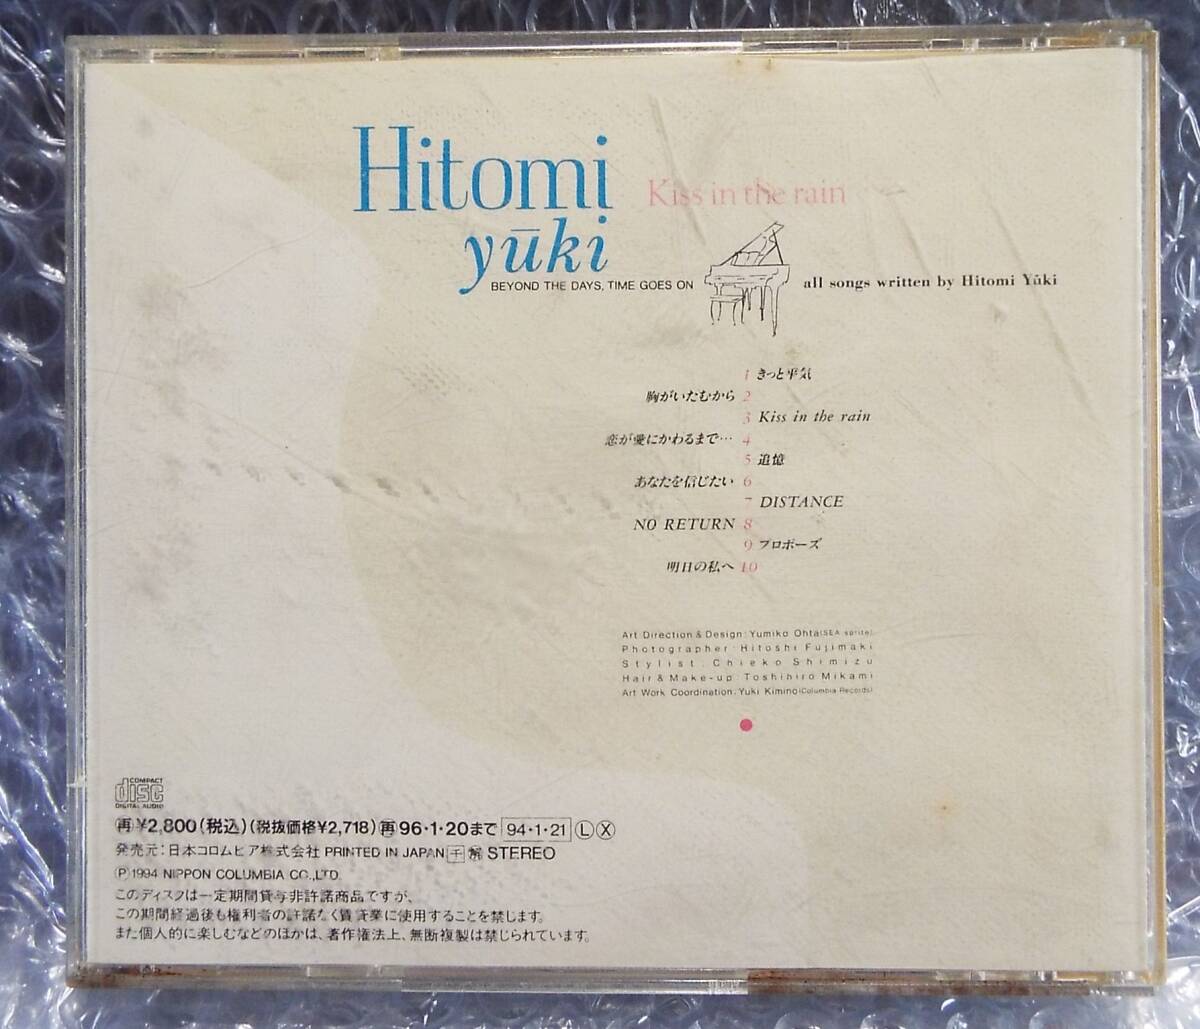 Hitomi
yūki
Kiss in the rain
BEYOND THE DAYS, TIME GOES ON
all songs written by Hitomi Yūki
1 きっと平気
胸がいたむから 2
3 Kiss in the rain
恋が愛にかわるまで… 4
5 追憶
あなたを信じたい 6
7 DISTANCE
NO RETURN 8
9 プロポーズ
明日の私へ 10
Art Direction & Design: Yumiko Ohta (SEA sprite)
Photographer: Hitoshi Fujimaki
Stylist: Chieko Shimizu
Hair & Make-up: Toshihiro Mikami
Art Work Coordination: Yuki Kimino (Columbia Records)
COMPACT
disc
DIGITAL AUDIO
再¥2,800(税込)(税抜価格¥2,718)再96・1・20まで 94・1・21 Ⓛ Ⓧ
発売元:日本コロムビア株式会社 PRINTED IN JAPAN STEREO
Ⓟ1994 NIPPON COLUMBIA CO.,LTD.
このディスクは一定期間貸与非許諾商品ですが、
この期間経過後も権利者の許諾なく賃貸業に使用することを禁じます。
また個人的に楽しむなどのほかは、著作権法上、無断複製は禁じられています。